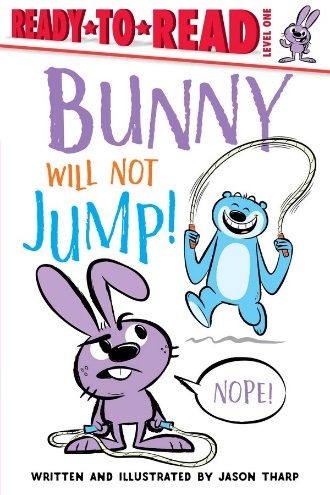 READY★TO★READ
LEVEL ONE
BUNNY
WILL NOT
JUMP!
NOPE!
WRITTEN AND ILLUSTRATED BY JASON THARP